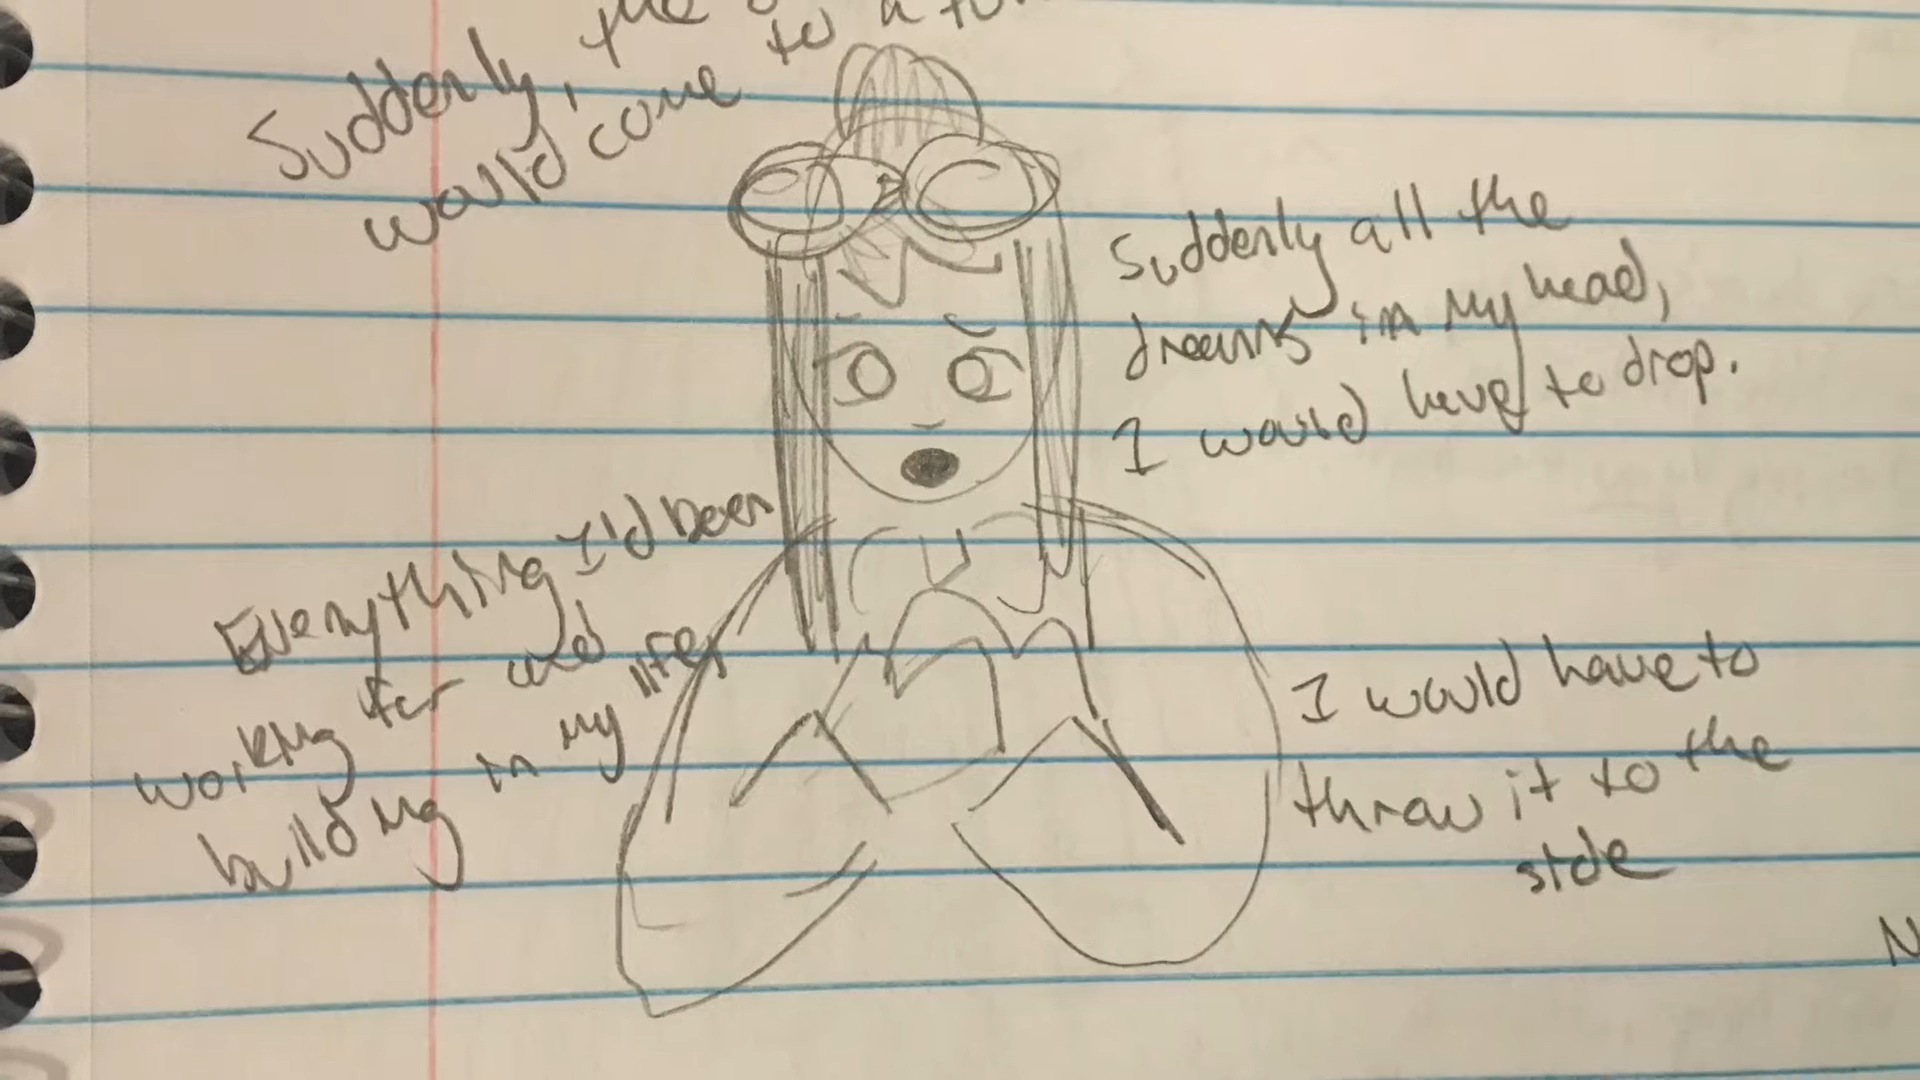 Suddenly, the
would come to a
Suddenly all the
dreams in my head,
I would have to drop.
Everything I'd been
working for and
building in my life,
I would have to
throw it to the
side
N